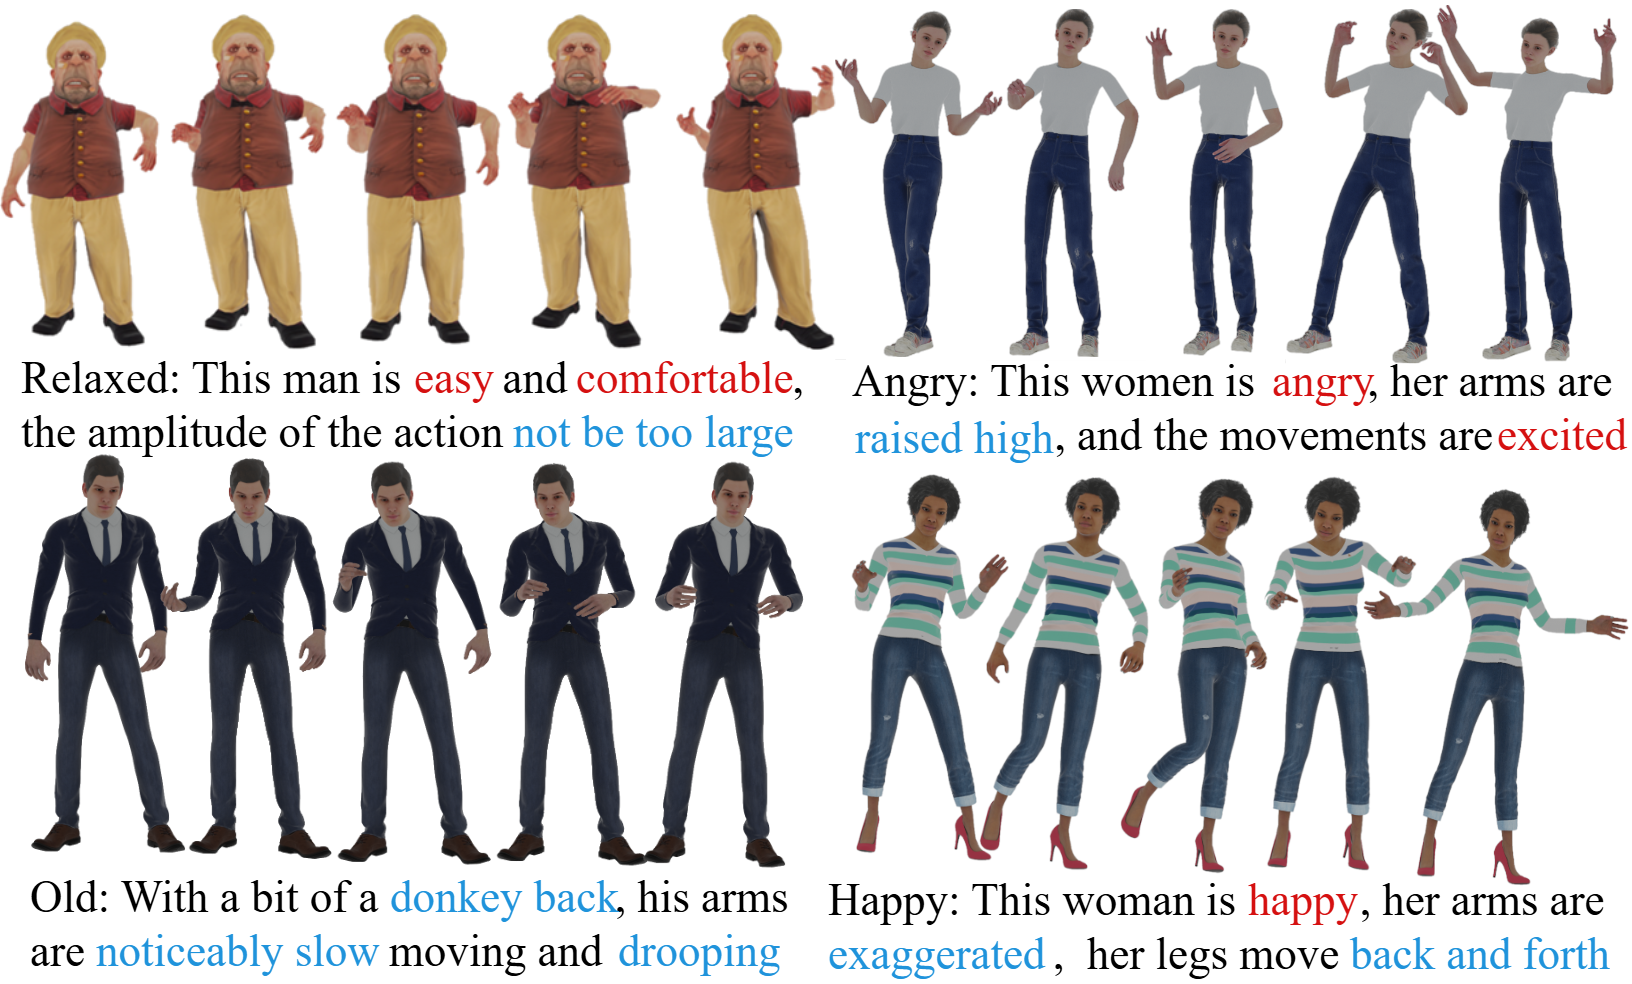 Relaxed: This man is easy and comfortable,
the amplitude of the action not be too large
Angry: This women is angry, her arms are
raised high, and the movements are excited
Old: With a bit of a donkey back, his arms
are noticeably slow moving and drooping
Happy: This woman is happy, her arms are
exaggerated, her legs move back and forth